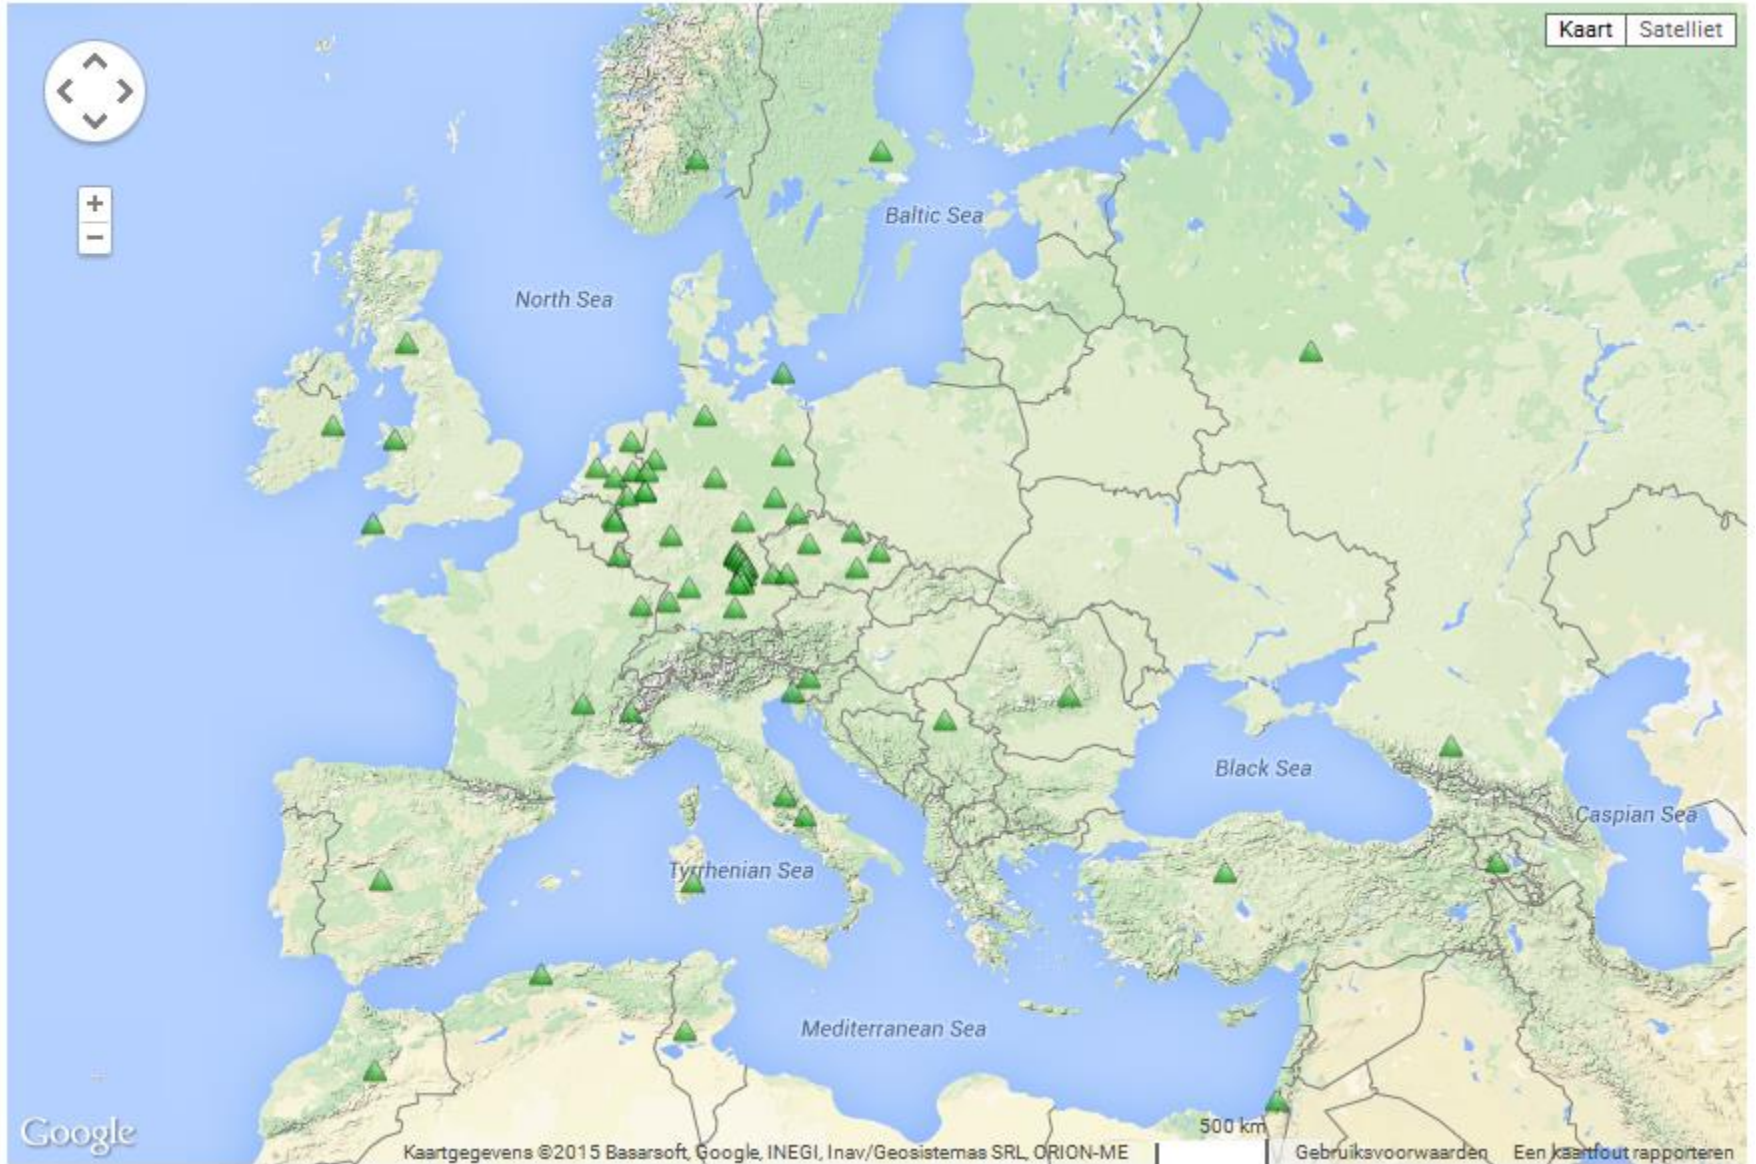 Kaart Satelliet
+
Baltic Sea
−
North Sea
Black Sea
Caspian Sea
Tyrrhenian Sea
Mediterranean Sea
500 km
Google
Kaartgegevens ©2015 Basarsoft, Google, INEGI, Inav/Geosistemas SRL, ORION-ME Gebruiksvoorwaarden Een kaartfout rapporteren